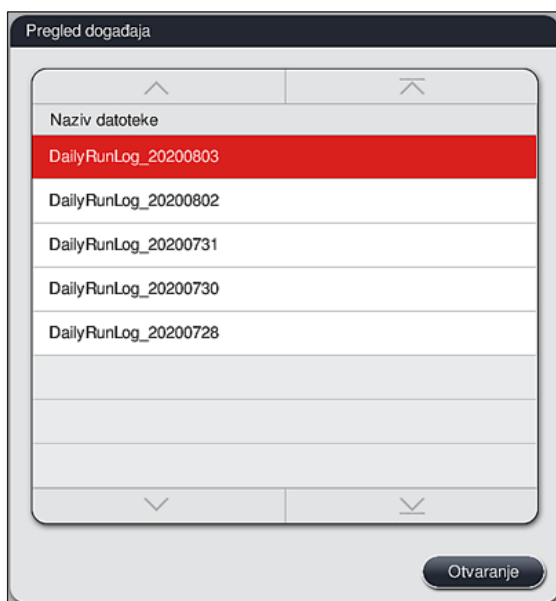 Pregled događaja
Naziv datoteke
DailyRunLog_20200803
DailyRunLog_20200802
DailyRunLog_20200731
DailyRunLog_20200730
DailyRunLog_20200728
Otvaranje